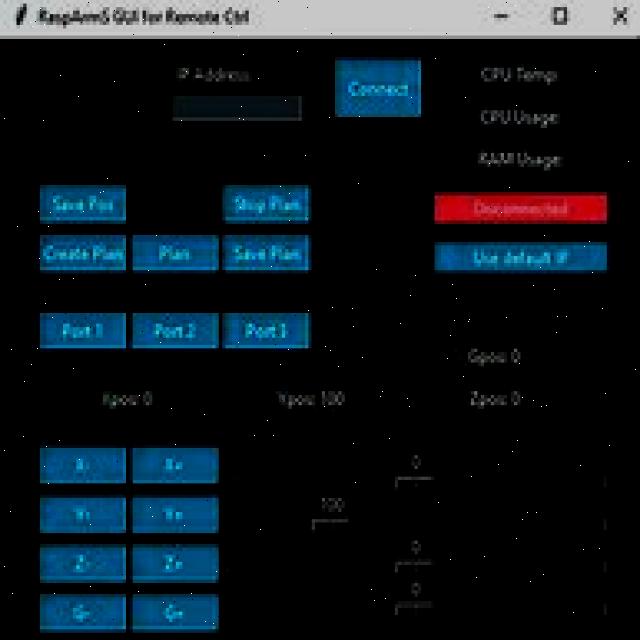 RaspArmS GUI for Remote Ctrl
IP Address:
Connect
CPU Temp:
CPU Usage:
RAM Usage:
Save Pos
Stop Plan
Disconnected
Create Plan
Plan
Save Plan
Use default IP
Port 1
Port 2
Port 3
Gpos: 0
Xpos: 0
Ypos: 100
Zpos: 0
X-
X+
0
Y-
Y+
100
Z-
Z+
0
G-
G+
0